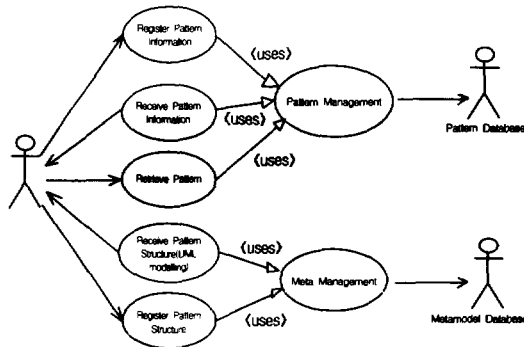 Register Pattern
Information
<uses>
Receive Pattern
Information
<uses>
Pattern Management
Pattern Database
<uses>
Retrieve Pattern
Receive Pattern
Structure(UML
modelling)
<uses>
Meta Management
Metamodel Database
Register Pattern
Structure
<uses>